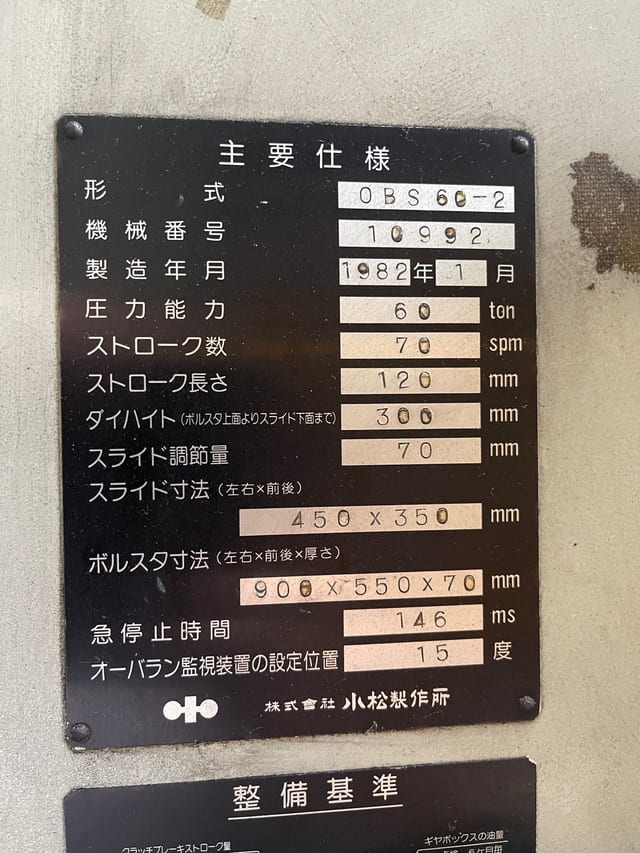 主要仕様
形式 OBS 60-2
機械番号 10992
製造年月 1982年 1月
圧力能力 60 ton
ストローク数 70 spm
ストローク長さ 120 mm
ダイハイト(ボルスタ上面よりスライド下面まで) 300 mm
スライド調節量 70 mm
スライド寸法(左右×前後)
450 x 350 mm
ボルスタ寸法(左右×前後×厚さ)
900 x 550 x 70 mm
急停止時間 146 ms
オーバラン監視装置の設定位置 15 度
株式會社 小松製作所
整備基準
クラッチブレーキストローク量
ギヤボックスの油量